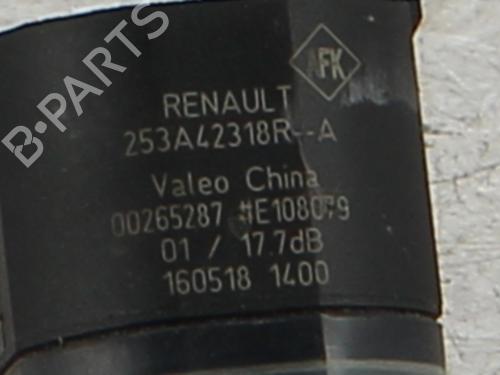 B-PARTS
AFK
RENAULT
253A42318R--A
Valeo China
00265287 #E108079
01 / 17.7dB
160518 1400